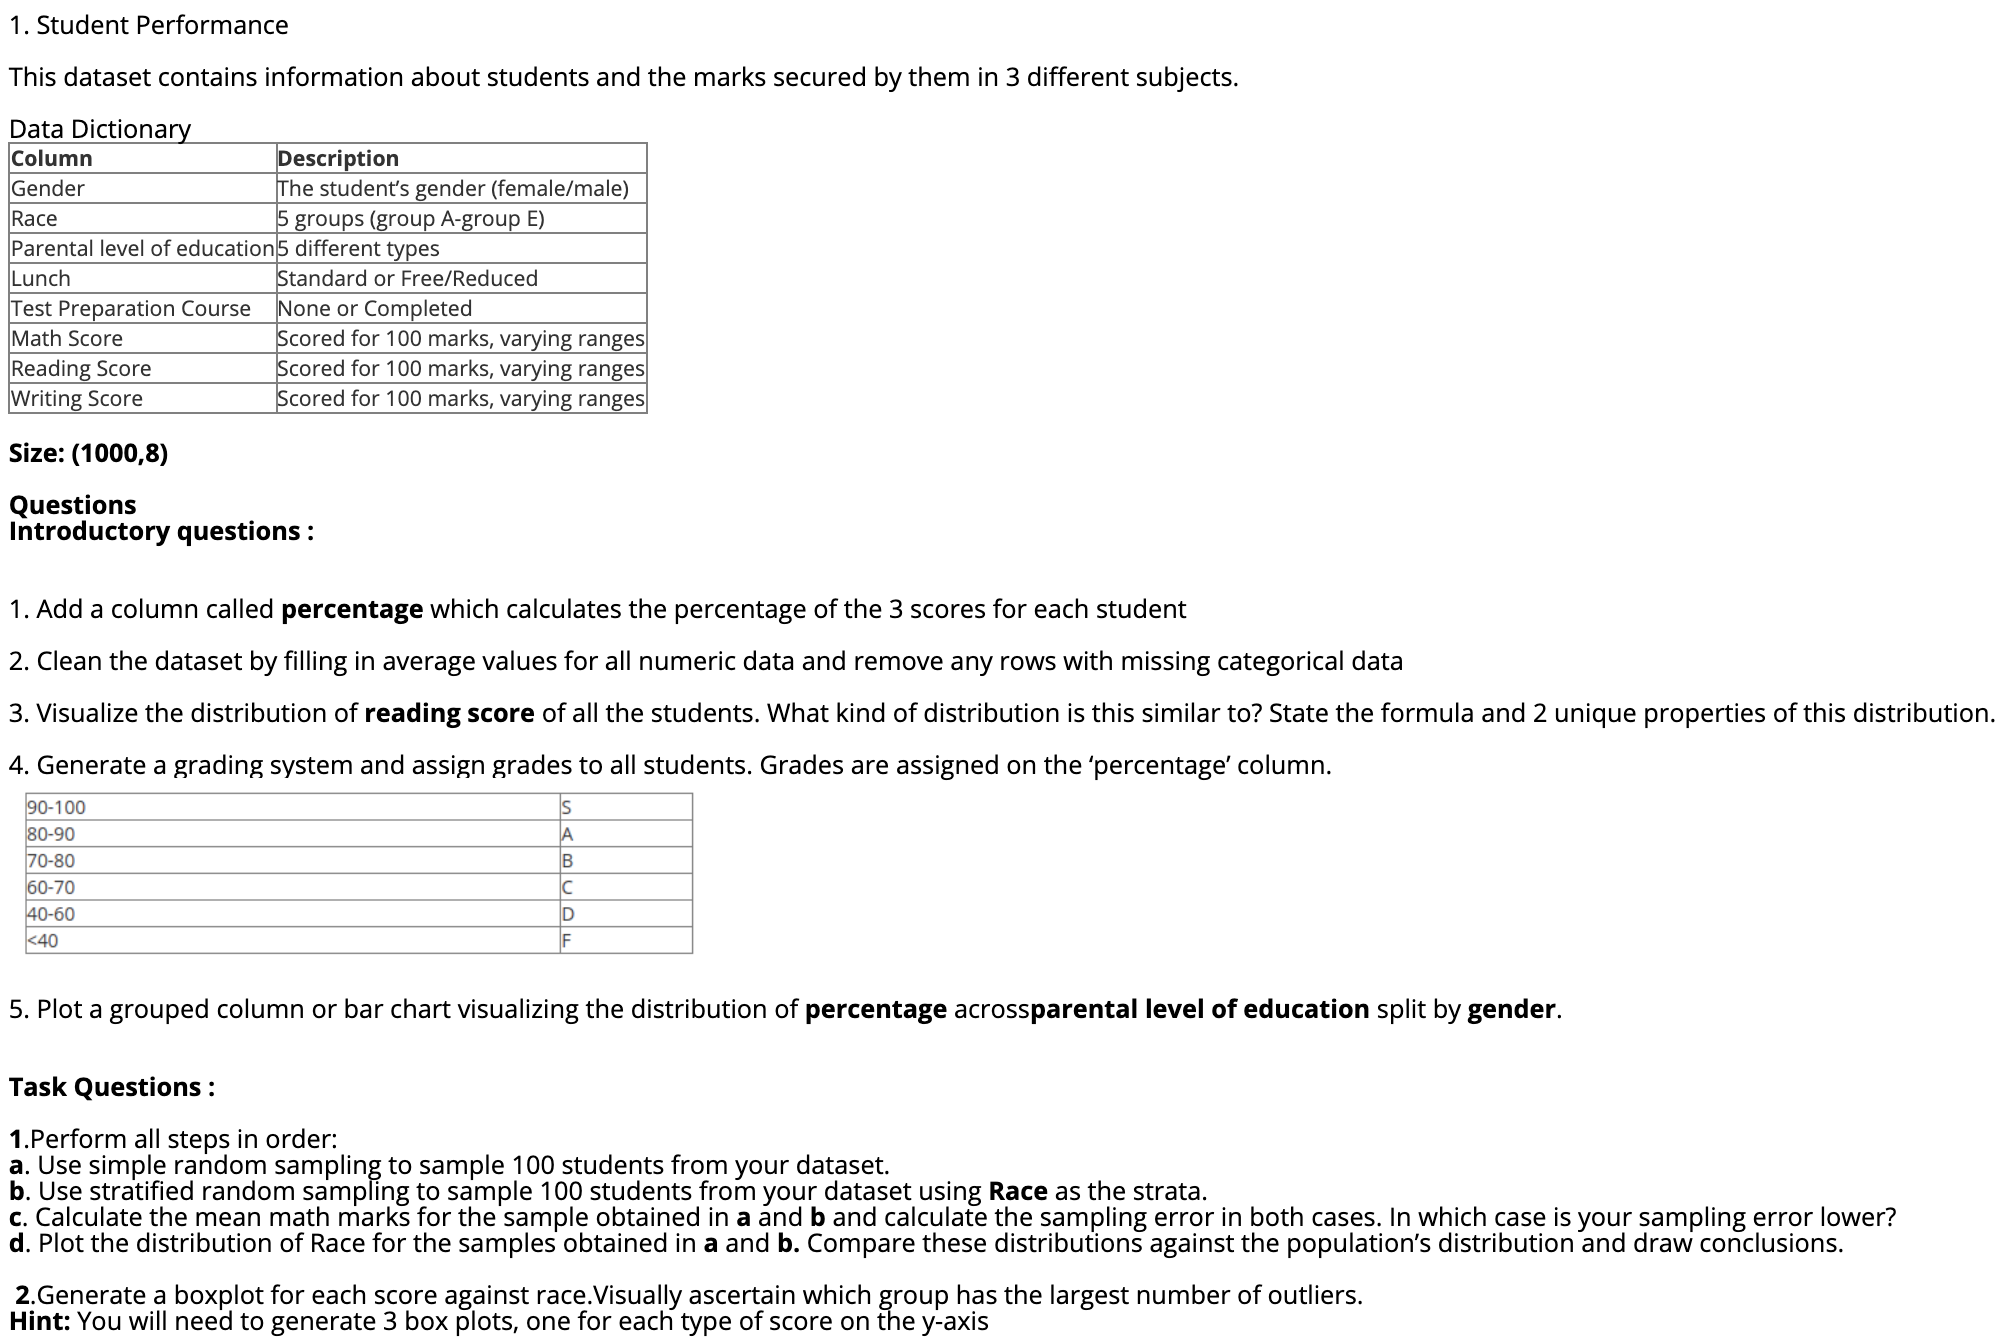 1. Student Performance
This dataset contains information about students and the marks secured by them in 3 different subjects.
Data Dictionary
Column Description
Gender The student’s gender (female/male)
Race 5 groups (group A-group E)
Parental level of education 5 different types
Lunch Standard or Free/Reduced
Test Preparation Course None or Completed
Math Score Scored for 100 marks, varying ranges
Reading Score Scored for 100 marks, varying ranges
Writing Score Scored for 100 marks, varying ranges
Size: (1000,8)
Questions
Introductory questions :
1. Add a column called percentage which calculates the percentage of the 3 scores for each student
2. Clean the dataset by filling in average values for all numeric data and remove any rows with missing categorical data
3. Visualize the distribution of reading score of all the students. What kind of distribution is this similar to? State the formula and 2 unique properties of this distribution.
4. Generate a grading system and assign grades to all students. Grades are assigned on the ‘percentage’ column.
90-100 S
80-90 A
70-80 B
60-70 C
40-60 D
<40 F
5. Plot a grouped column or bar chart visualizing the distribution of percentage acrossparental level of education split by gender.
Task Questions :
1.Perform all steps in order:
a. Use simple random sampling to sample 100 students from your dataset.
b. Use stratified random sampling to sample 100 students from your dataset using Race as the strata.
c. Calculate the mean math marks for the sample obtained in a and b and calculate the sampling error in both cases. In which case is your sampling error lower?
d. Plot the distribution of Race for the samples obtained in a and b. Compare these distributions against the population’s distribution and draw conclusions.
2.Generate a boxplot for each score against race.Visually ascertain which group has the largest number of outliers.
Hint: You will need to generate 3 box plots, one for each type of score on the y-axis